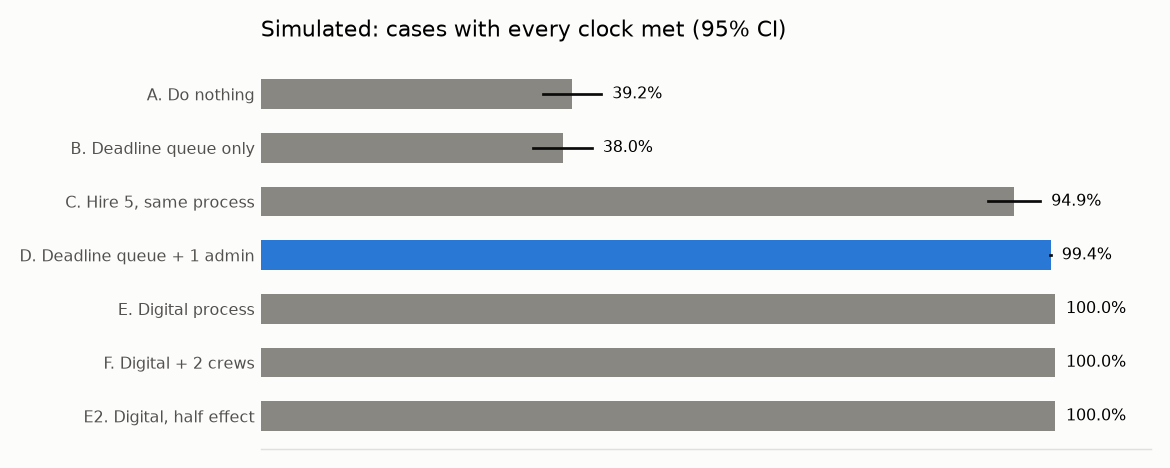 Simulated: cases with every clock met (95% CI)
A. Do nothing 39.2%
B. Deadline queue only 38.0%
C. Hire 5, same process 94.9%
D. Deadline queue + 1 admin 99.4%
E. Digital process 100.0%
F. Digital + 2 crews 100.0%
E2. Digital, half effect 100.0%